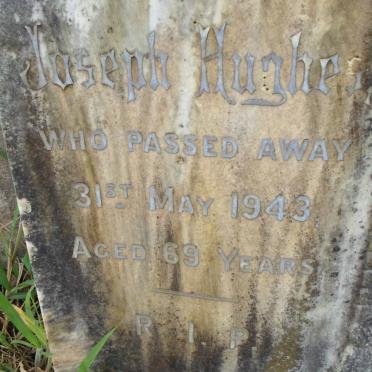 Joseph Hughes
WHO PASSED AWAY
31ST MAY 1943
AGED 69 YEARS
R I P